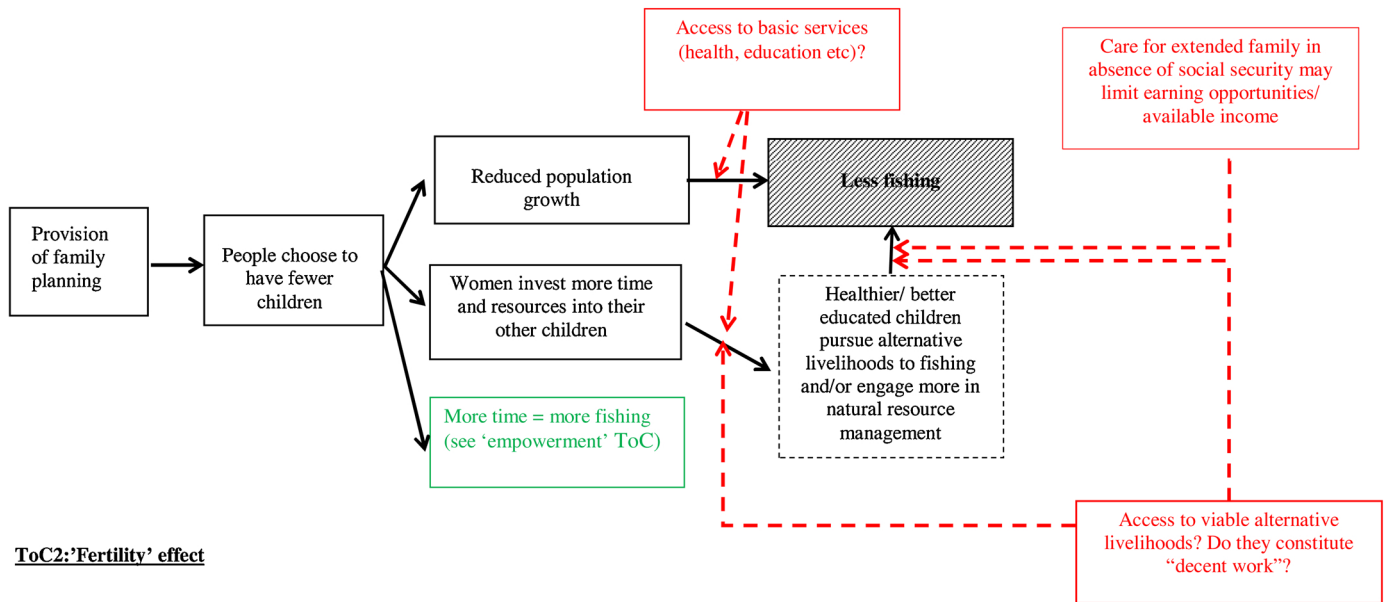 Access to basic services
(health, education etc)?
Care for extended family in
absence of social security may
limit earning opportunities/
available income
Reduced population
growth
Less fishing
Provision
of family
planning
People choose to
have fewer
children
Women invest more time
and resources into their
other children
Healthier/ better
educated children
pursue alternative
livelihoods to fishing
and/or engage more in
natural resource
management
More time = more fishing
(see ‘empowerment’ ToC)
Access to viable alternative
livelihoods? Do they constitute
“decent work”?
ToC2:’Fertility’ effect